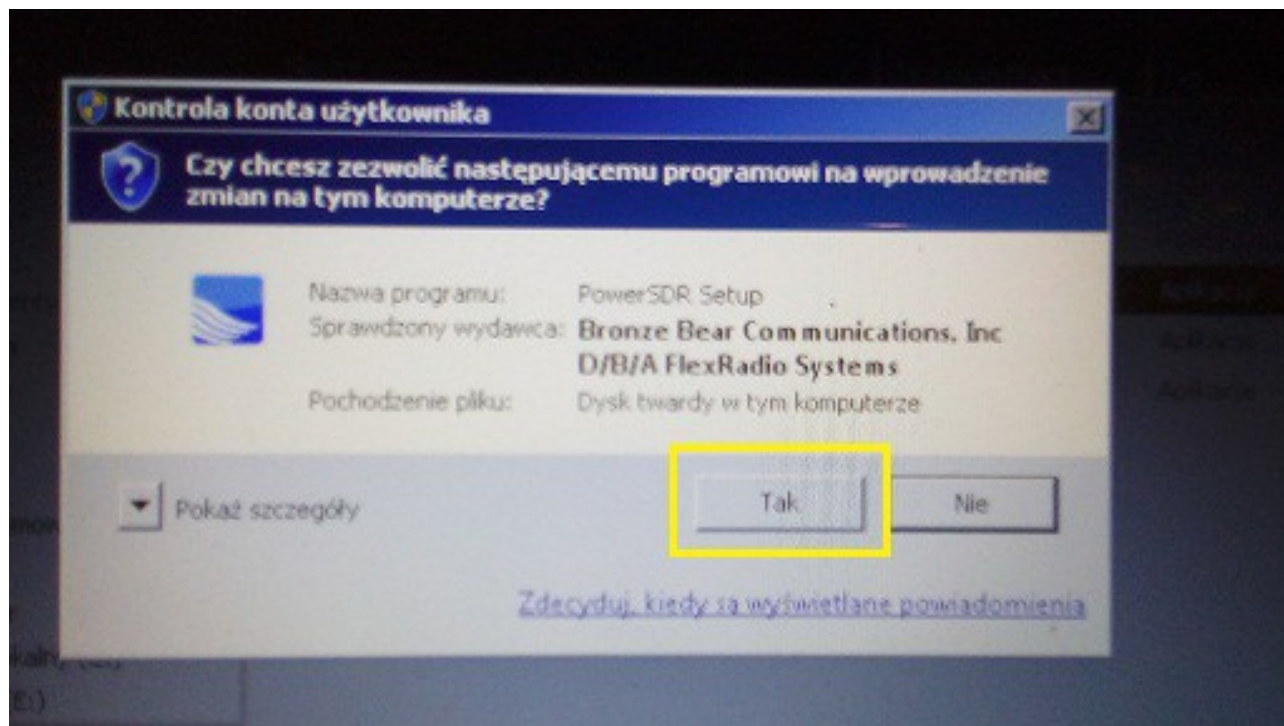 Kontrola konta użytkownika
Czy chcesz zezwolić następującemu programowi na wprowadzenie
zmian na tym komputerze?
Nazwa programu: PowerSDR Setup
Sprawdzony wydawca: Bronze Bear Communications, Inc
D/B/A FlexRadio Systems
Pochodzenie pliku: Dysk twardy w tym komputerze
Pokaż szczegóły
Tak
Nie
Zdecyduj, kiedy są wyświetlane powiadomienia
E:)